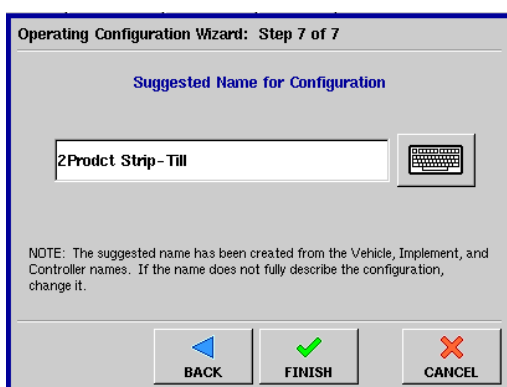 Operating Configuration Wizard: Step 7 of 7
Suggested Name for Configuration
2Prodct Strip-Till
NOTE: The suggested name has been created from the Vehicle, Implement, and
Controller names. If the name does not fully describe the configuration,
change it.
BACK FINISH CANCEL